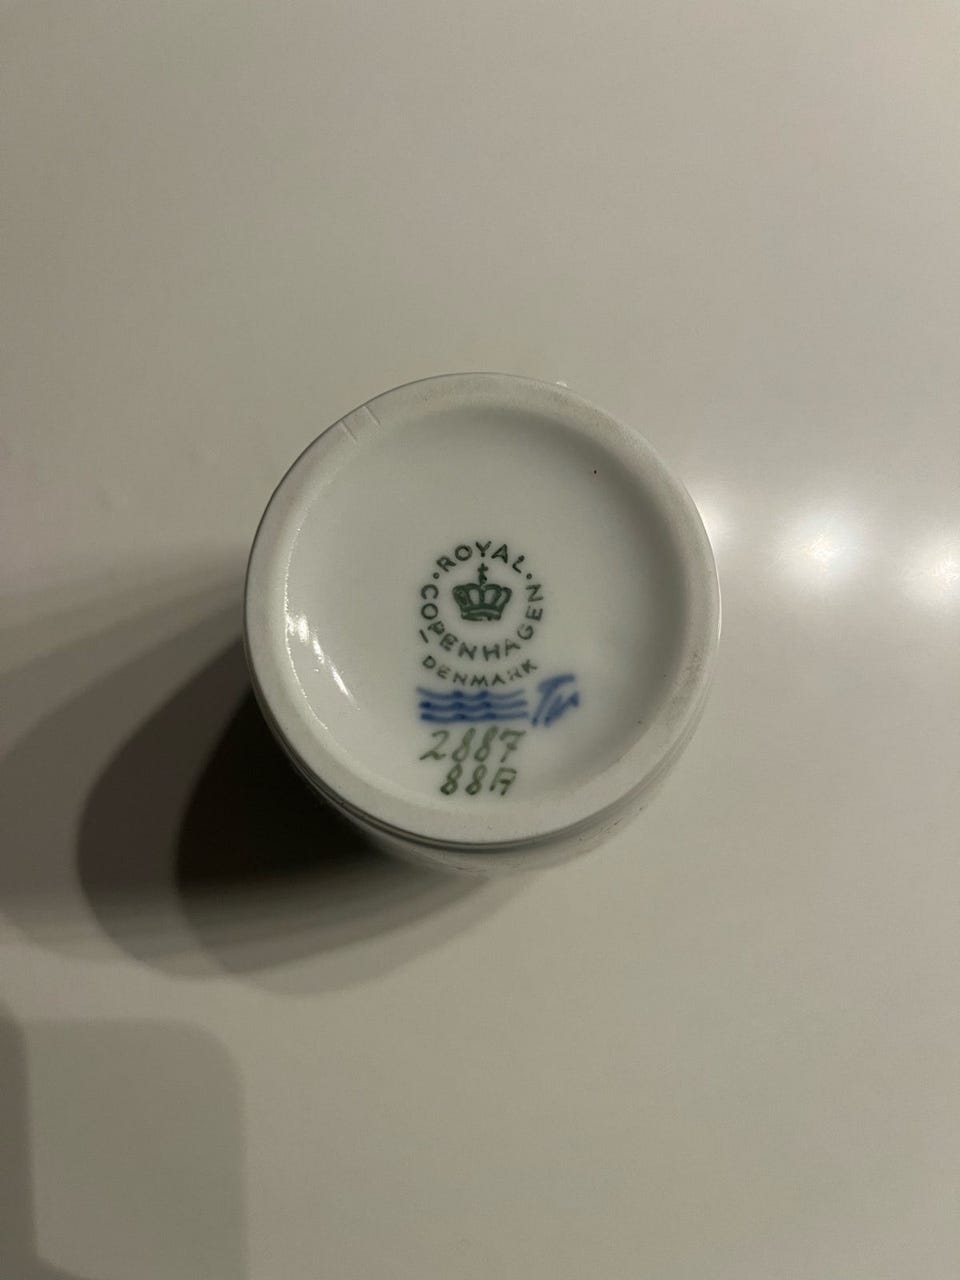 ROYAL
COPENHAGEN
DENMARK
2887
88A